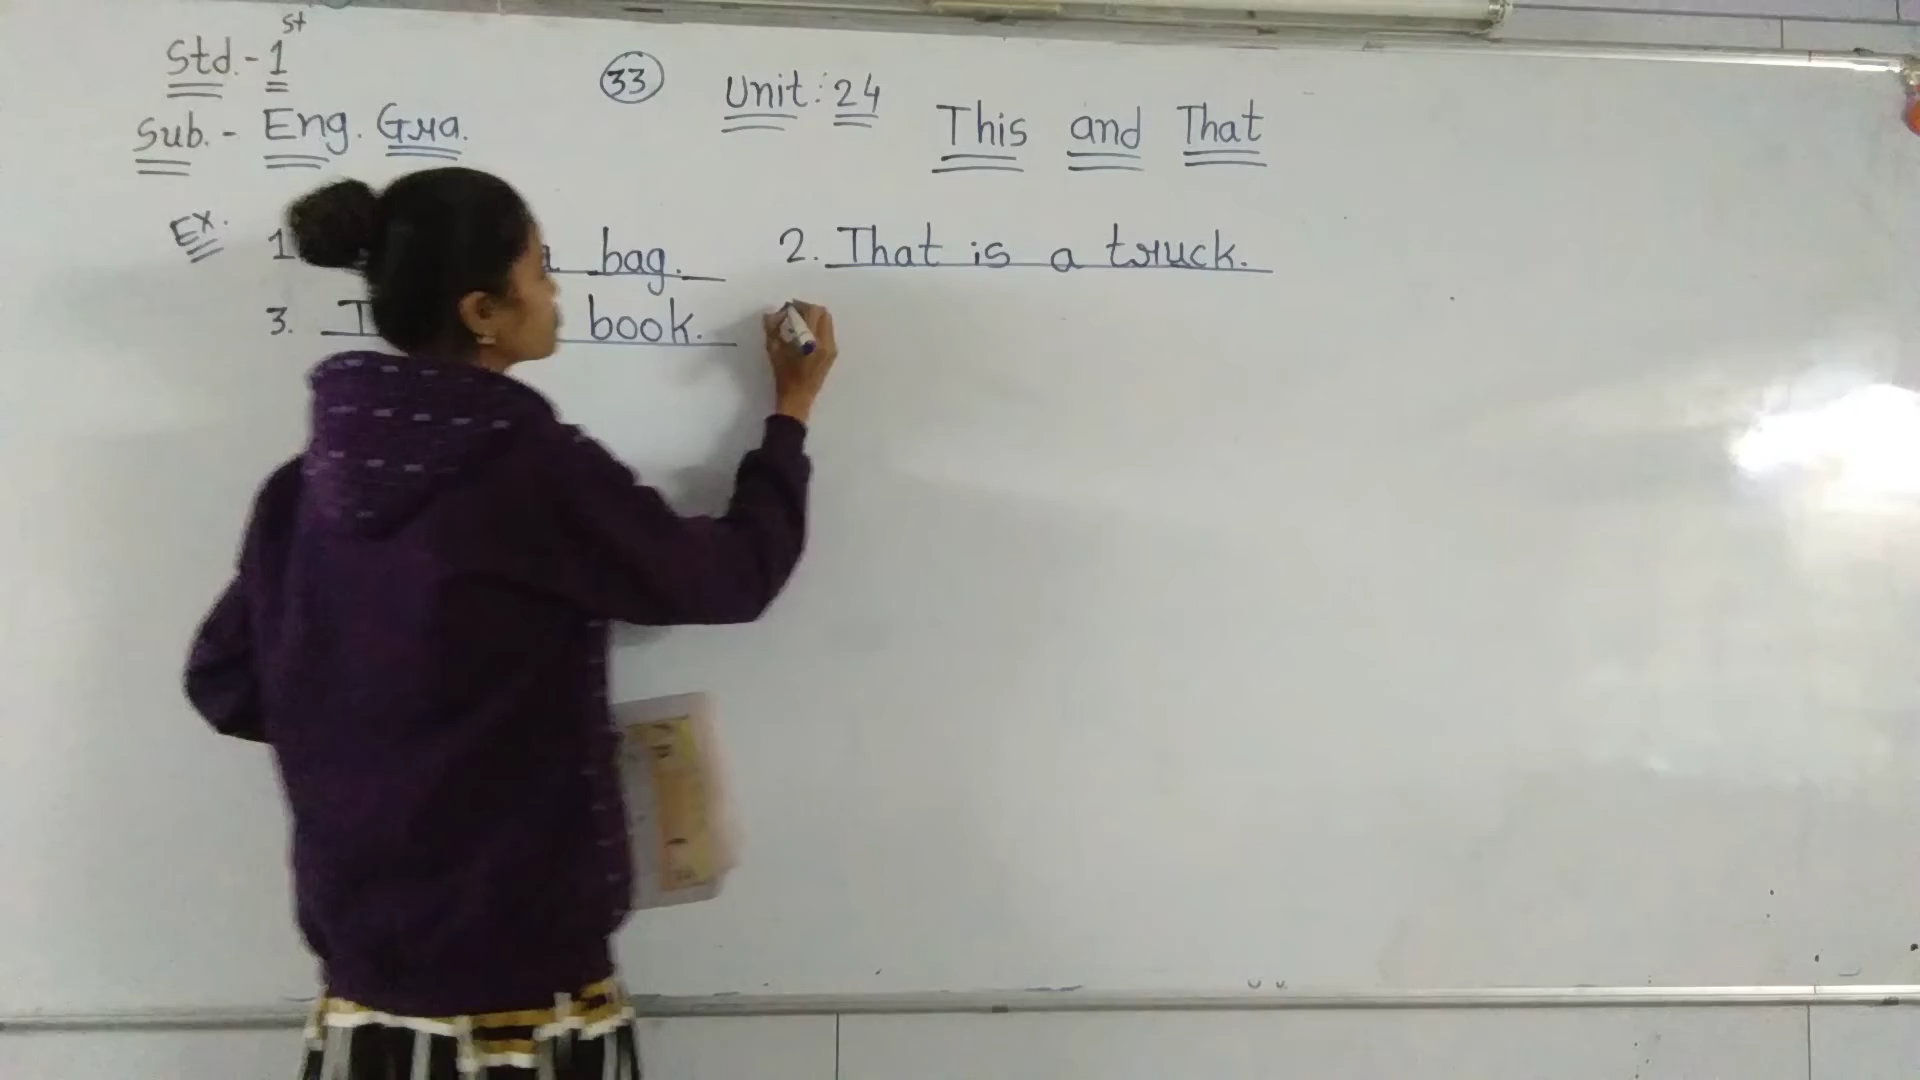 Std.- 1st
33 Unit: 24
Sub.- Eng. Gra. This and That
Ex. 1 a bag. 2. That is a truck.
3. book.